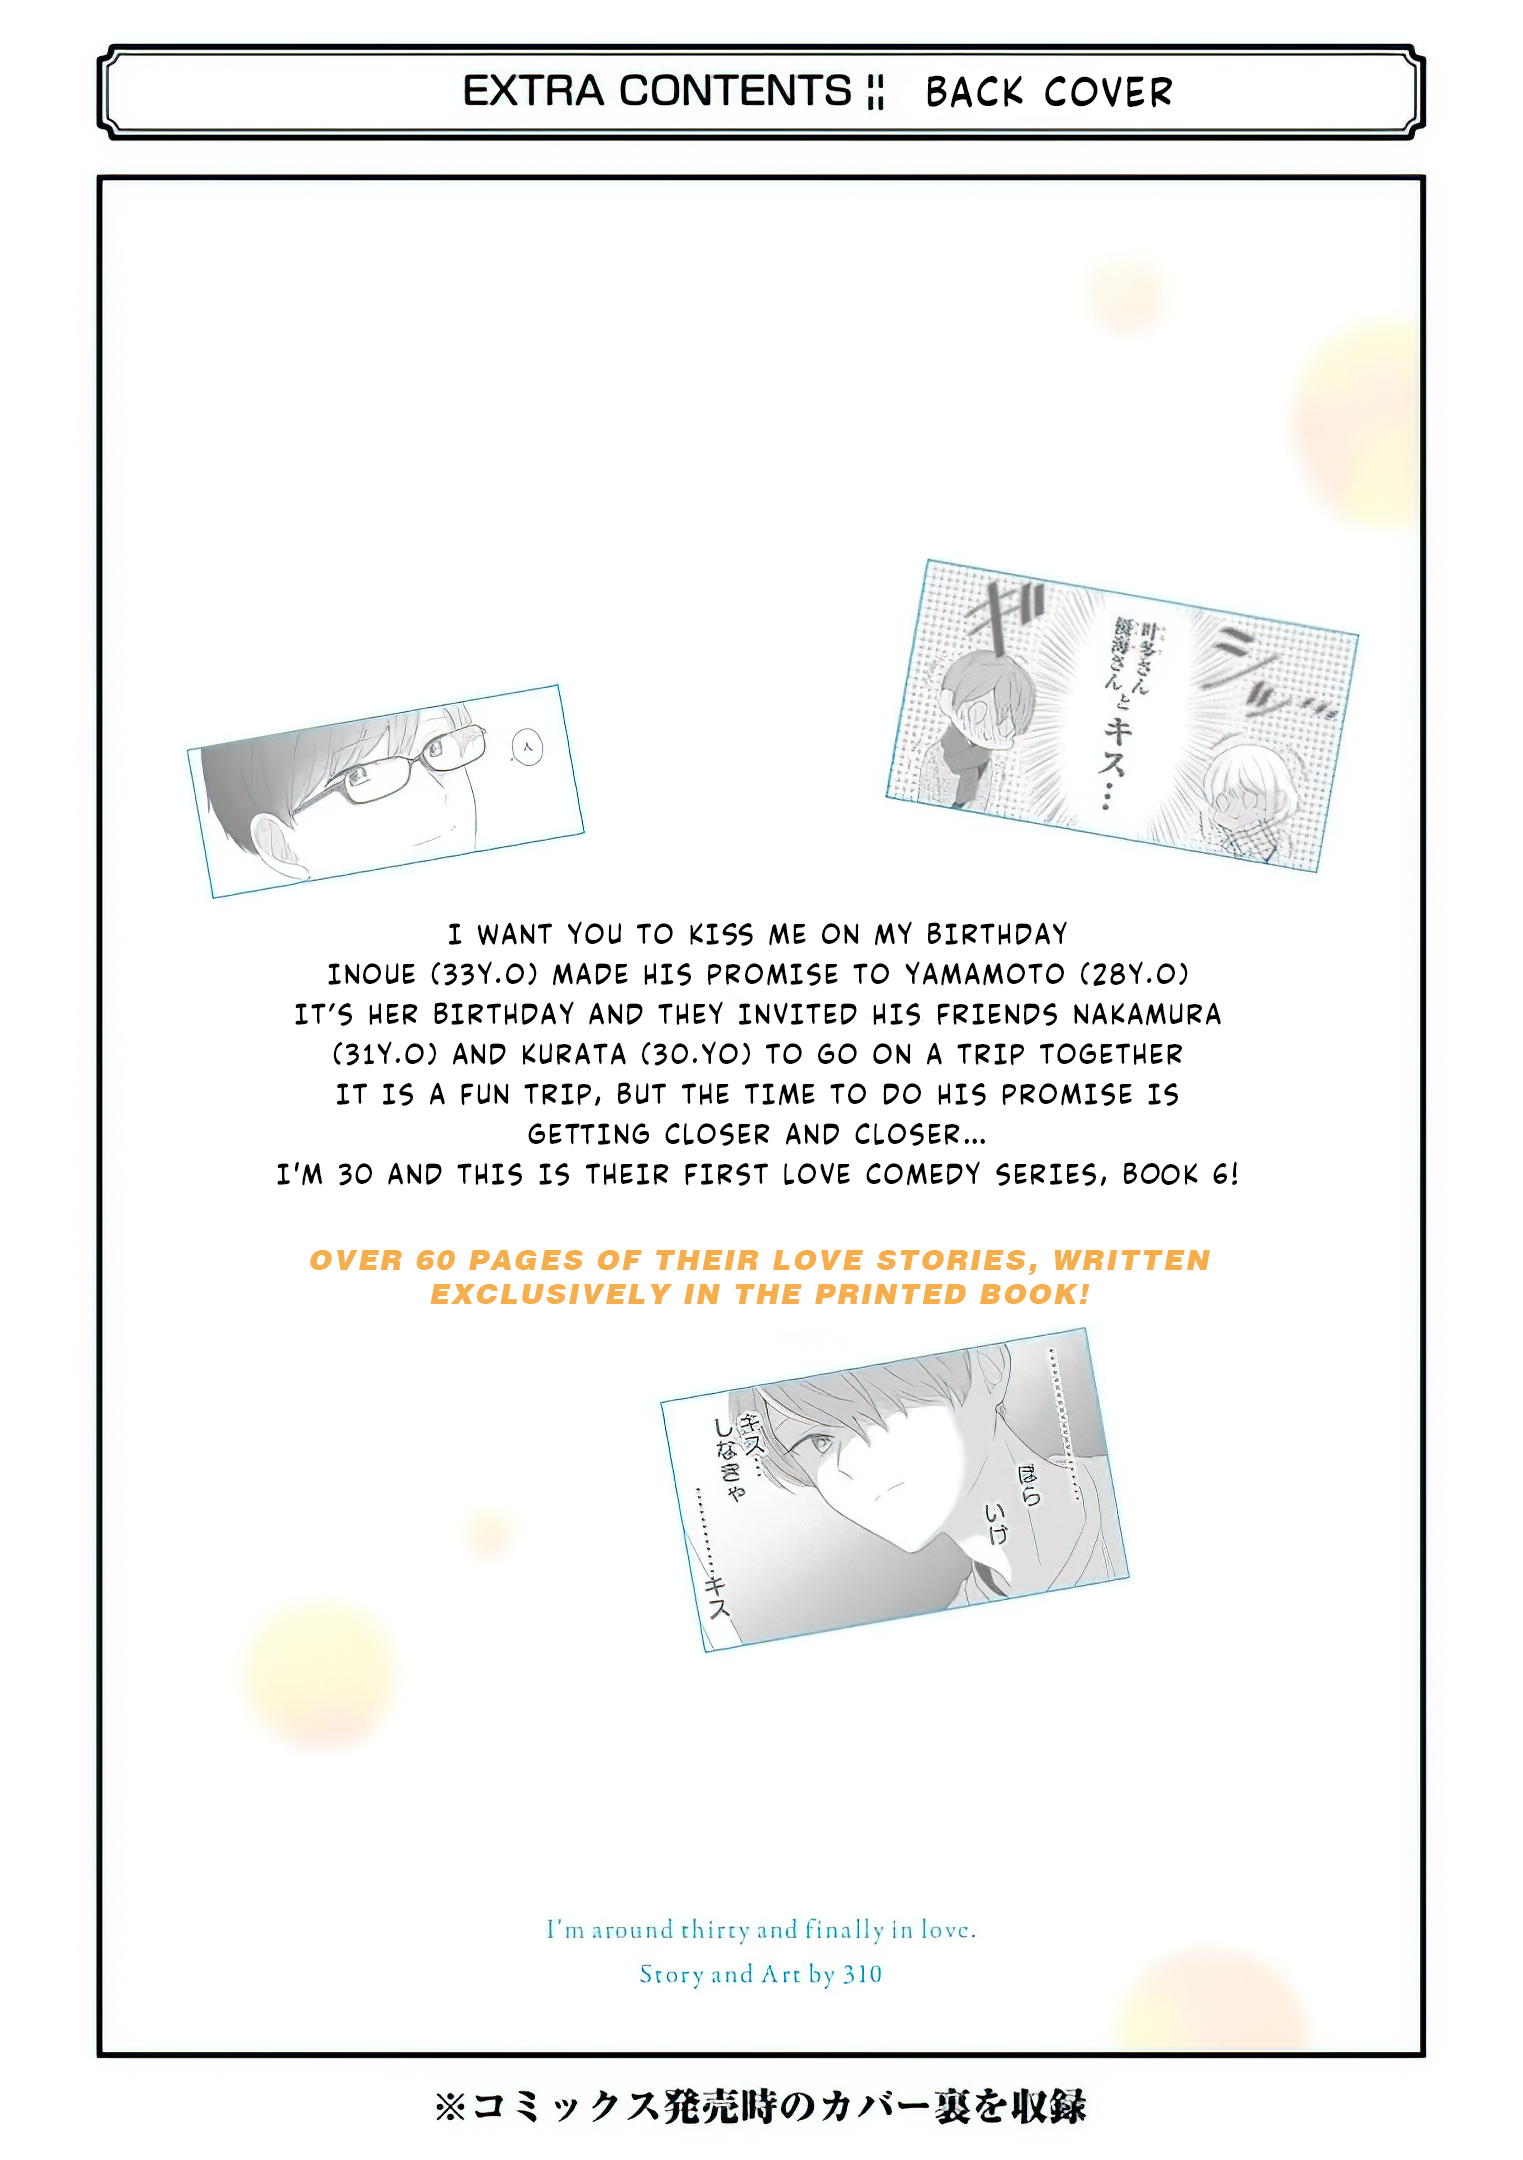 EXTRA CONTENTS ¦¦ BACK COVER
ギ
シッ…
叶多さん
優海さんと
キス…
I WANT YOU TO KISS ME ON MY BIRTHDAY
INOUE (33Y.O) MADE HIS PROMISE TO YAMAMOTO (28Y.O)
IT'S HER BIRTHDAY AND THEY INVITED HIS FRIENDS NAKAMURA
(31Y.O) AND KURATA (30.YO) TO GO ON A TRIP TOGETHER
IT IS A FUN TRIP, BUT THE TIME TO DO HIS PROMISE IS
GETTING CLOSER AND CLOSER...
I'M 30 AND THIS IS THEIR FIRST LOVE COMEDY SERIES, BOOK 6!
OVER 60 PAGES OF THEIR LOVE STORIES, WRITTEN
EXCLUSIVELY IN THE PRINTED BOOK!
ほら
いけ
キス…
しなきゃ
…………キス
I'm around thirty and finally in love.
Story and Art by 310
※コミックス発売時のカバー裏を収録